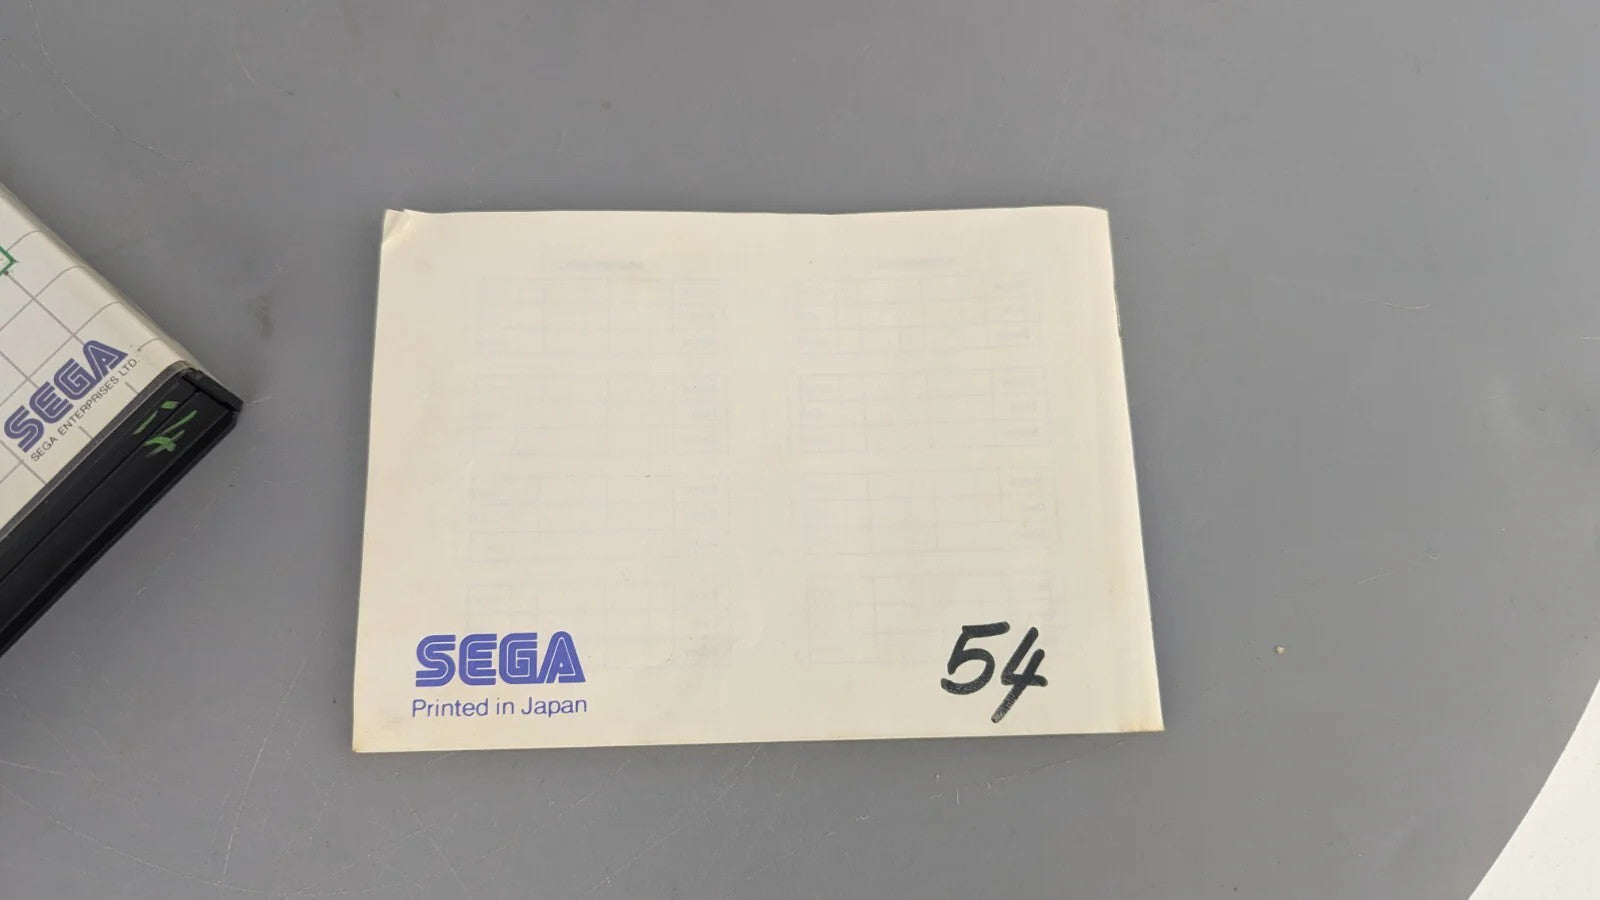 SEGA
SEGA ENTERPRISES LTD.
SEGA
Printed in Japan
54